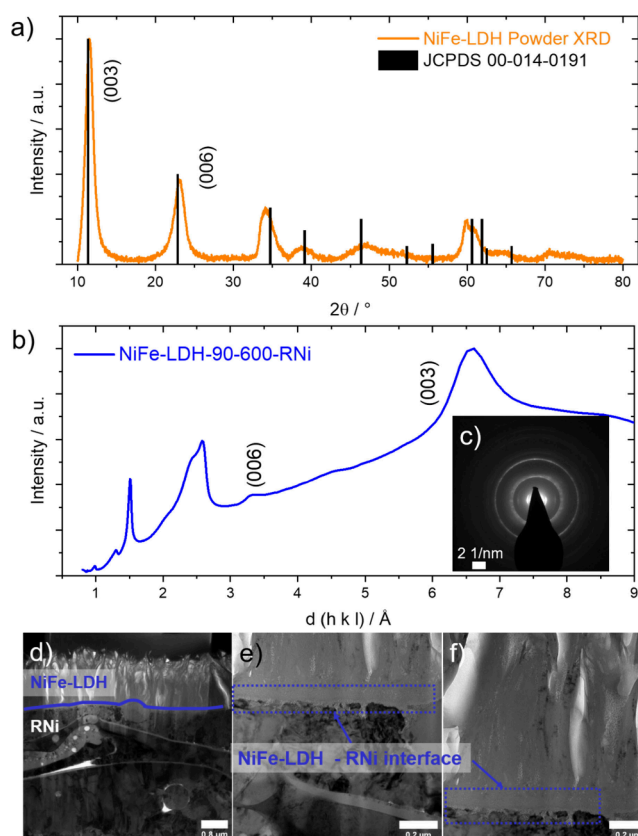 a)
NiFe-LDH Powder XRD
JCPDS 00-014-0191
(003)
(006)
Intensity / a.u.
10 20 30 40 50 60 70 80
2θ / °
b)
NiFe-LDH-90-600-RNi
(003)
(006)
Intensity / a.u.
c)
2 1/nm
1 2 3 4 5 6 7 8 9
d (h k l) / Å
d)
NiFe-LDH
RNi
0.8 µm
e)
NiFe-LDH - RNi interface
0.2 µm
f)